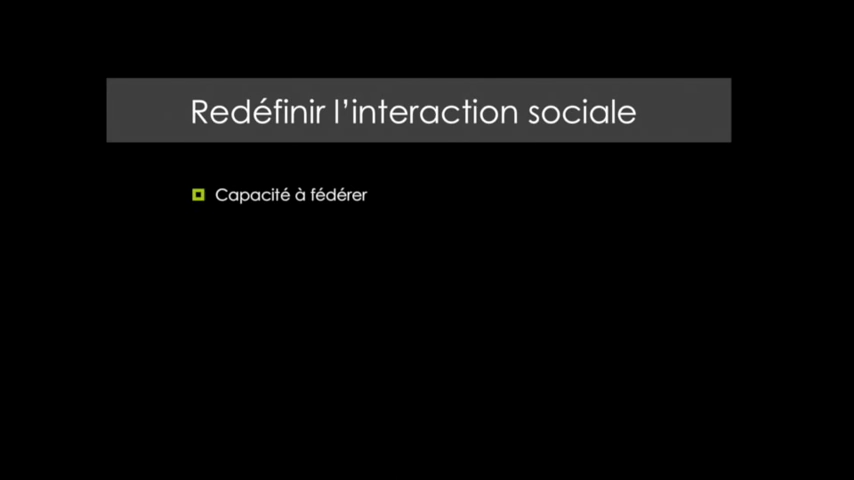 Redéfinir l’interaction sociale
Capacité à fédérer